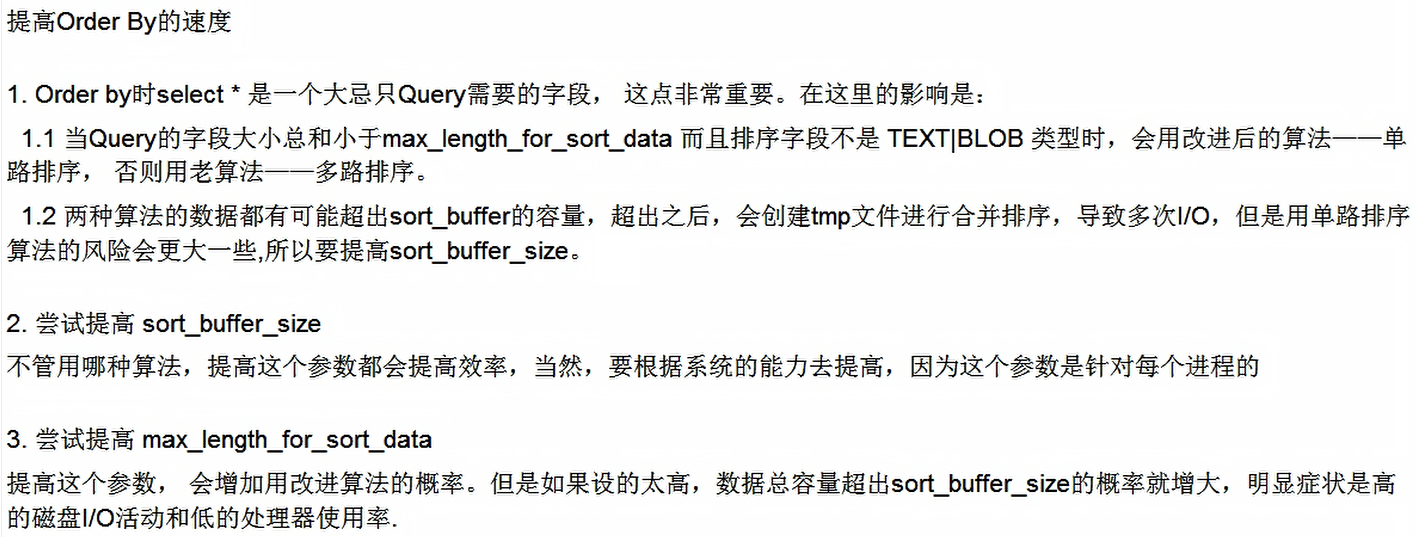 提高Order By的速度
1. Order by时select * 是一个大忌只Query需要的字段， 这点非常重要。在这里的影响是：
1.1 当Query的字段大小总和小于max_length_for_sort_data 而且排序字段不是 TEXT|BLOB 类型时，会用改进后的算法——单
路排序， 否则用老算法——多路排序。
1.2 两种算法的数据都有可能超出sort_buffer的容量，超出之后，会创建tmp文件进行合并排序，导致多次I/O，但是用单路排序
算法的风险会更大一些,所以要提高sort_buffer_size。
2. 尝试提高 sort_buffer_size
不管用哪种算法，提高这个参数都会提高效率，当然，要根据系统的能力去提高，因为这个参数是针对每个进程的
3. 尝试提高 max_length_for_sort_data
提高这个参数， 会增加用改进算法的概率。但是如果设的太高，数据总容量超出sort_buffer_size的概率就增大，明显症状是高
的磁盘I/O活动和低的处理器使用率.